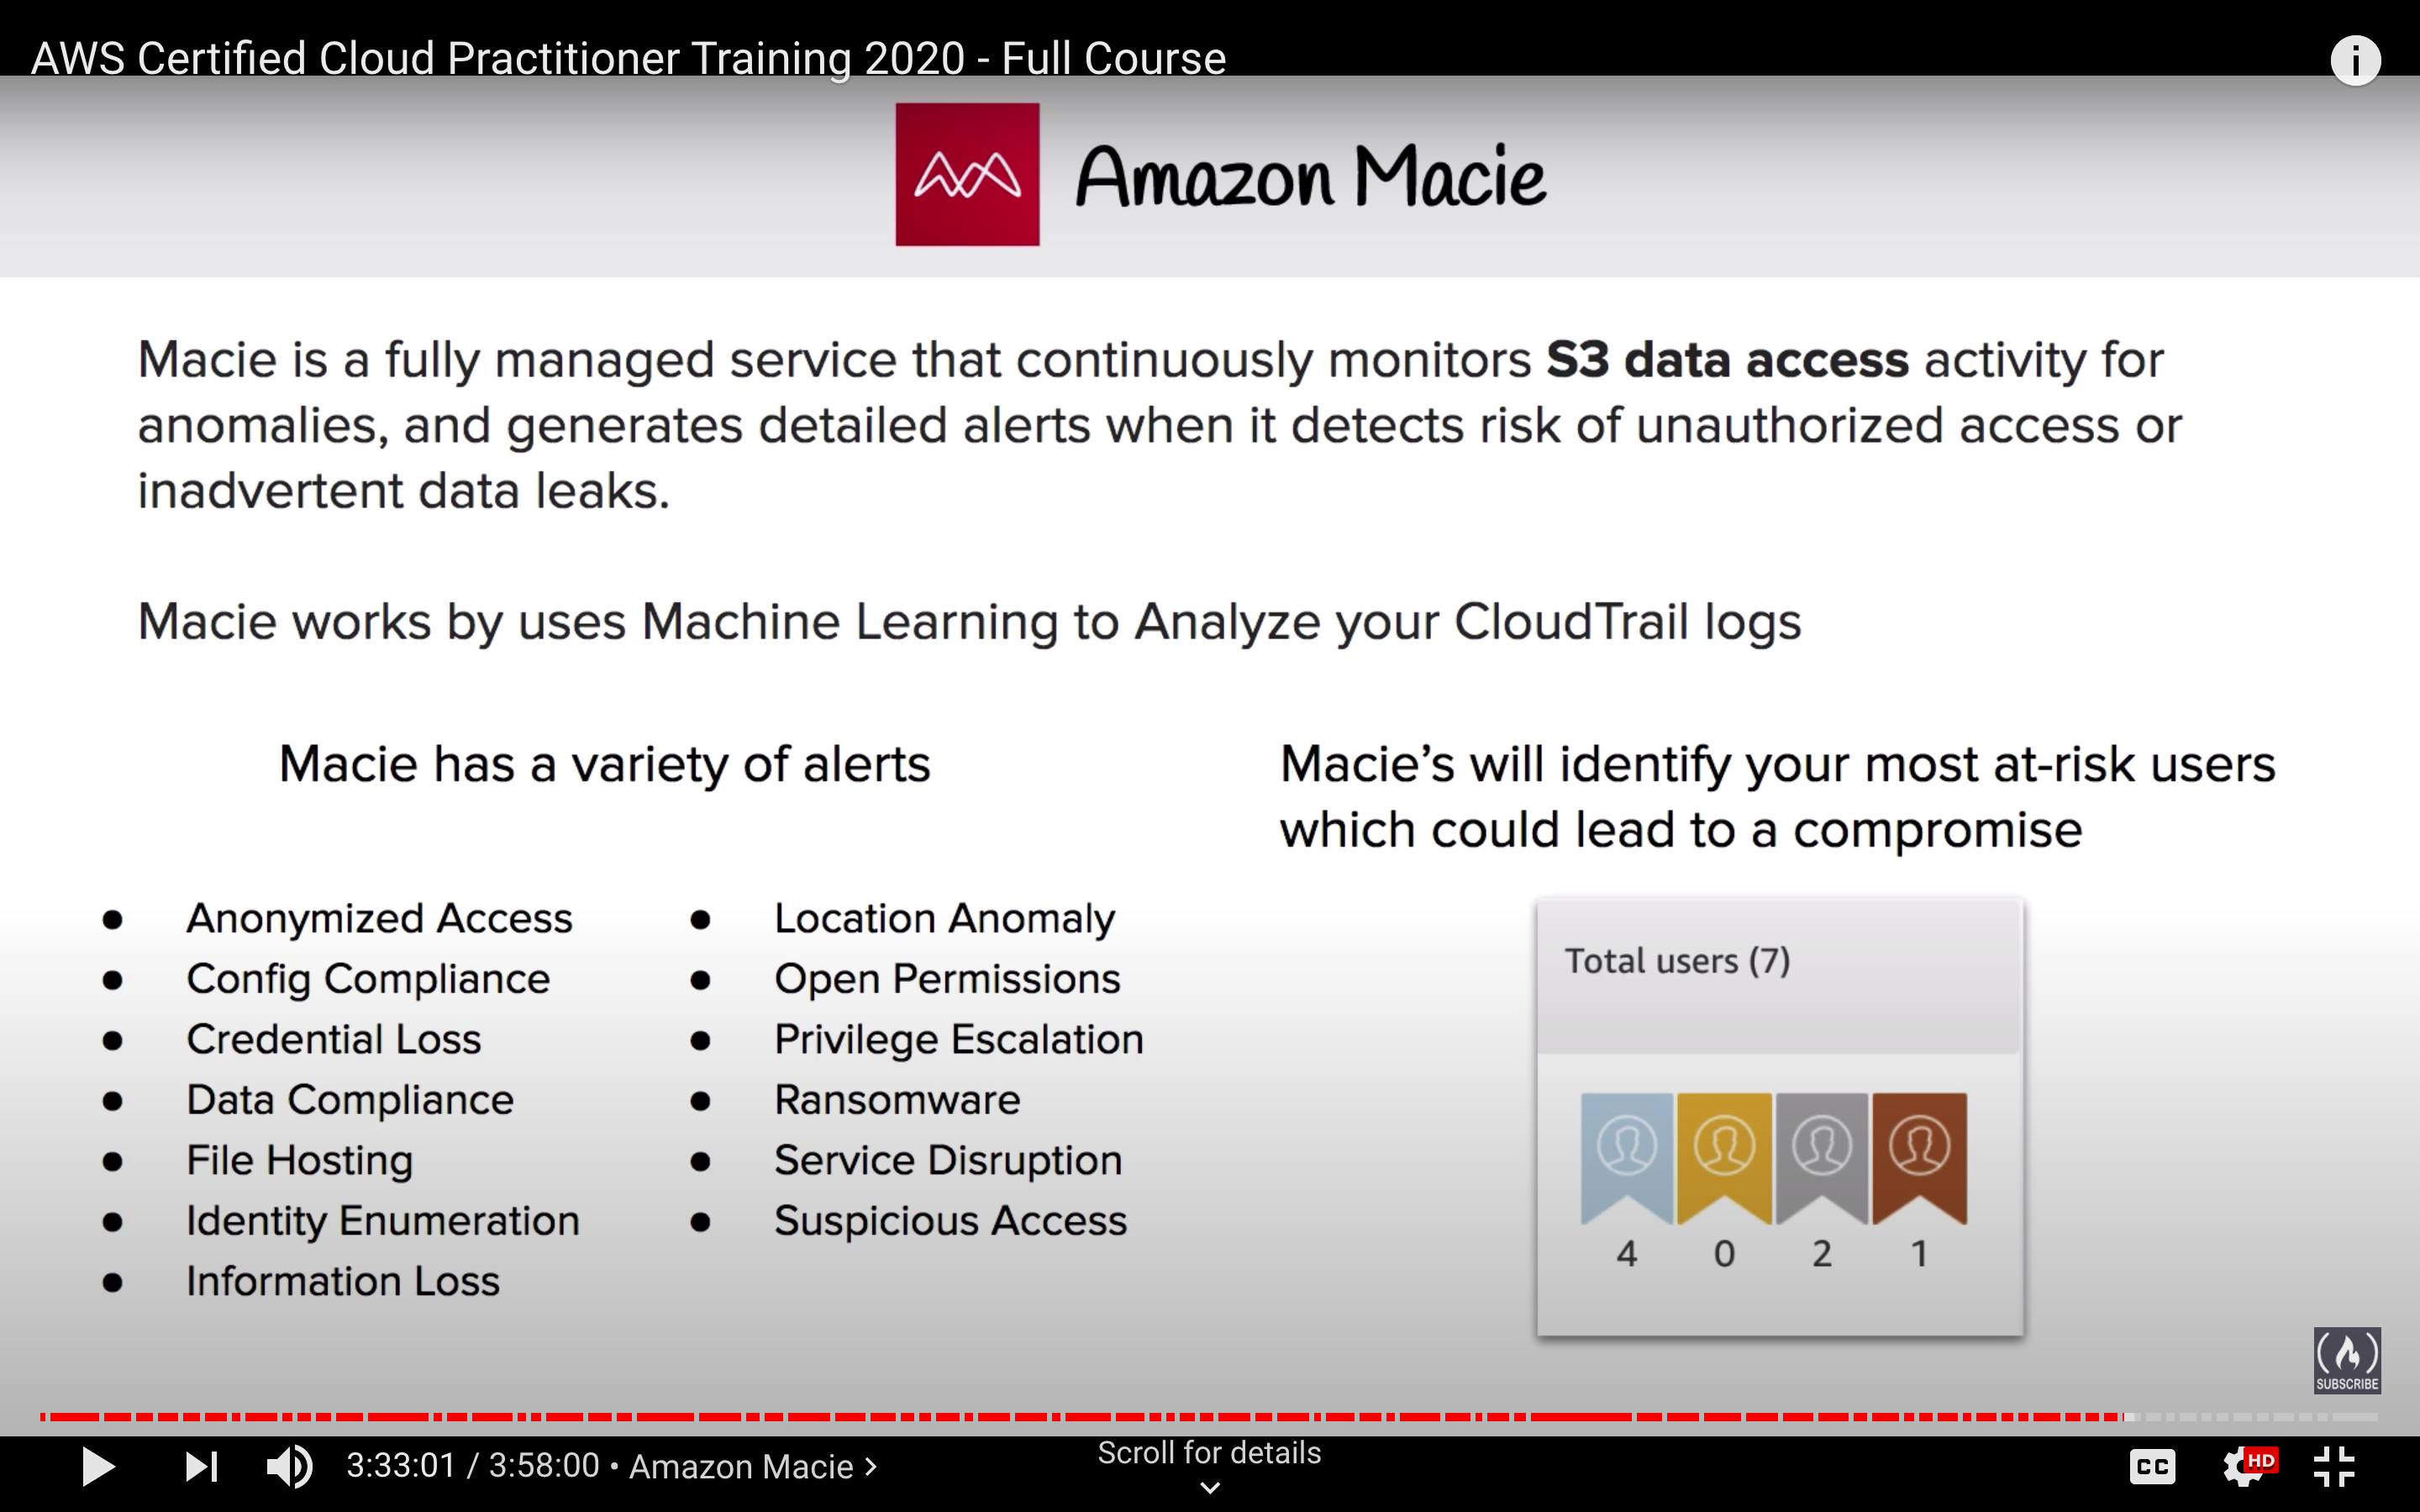 AWS Certified Cloud Practitioner Training 2020 - Full Course
i
Amazon Macie
Macie is a fully managed service that continuously monitors S3 data access activity for
anomalies, and generates detailed alerts when it detects risk of unauthorized access or
inadvertent data leaks.
Macie works by uses Machine Learning to Analyze your CloudTrail logs
Macie has a variety of alerts
Anonymized Access
Config Compliance
Credential Loss
Data Compliance
File Hosting
Identity Enumeration
Information Loss
Location Anomaly
Open Permissions
Privilege Escalation
Ransomware
Service Disruption
Suspicious Access
Macie's will identify your most at-risk users
which could lead to a compromise
Total users (7)
4 0 2 1
SUBSCRIBE
3:33:01 / 3:58:00 • Amazon Macie >
Scroll for details
CC
HD